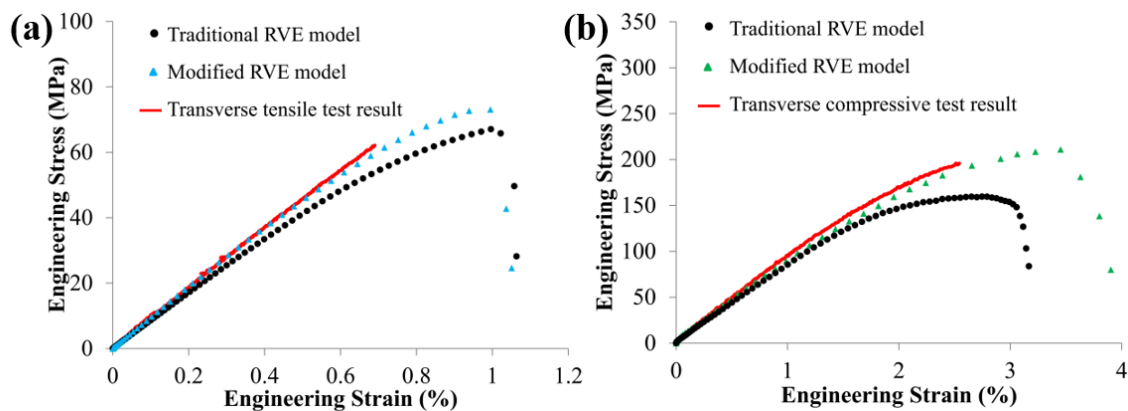 (a)
Engineering Stress (MPa)
100
80
60
40
20
0
Traditional RVE model
Modified RVE model
Transverse tensile test result
0 0.2 0.4 0.6 0.8 1 1.2
Engineering Strain (%)
(b)
Engineering Stress (MPa)
350
300
250
200
150
100
50
0
Traditional RVE model
Modified RVE model
Transverse compressive test result
0 1 2 3 4
Engineering Strain (%)